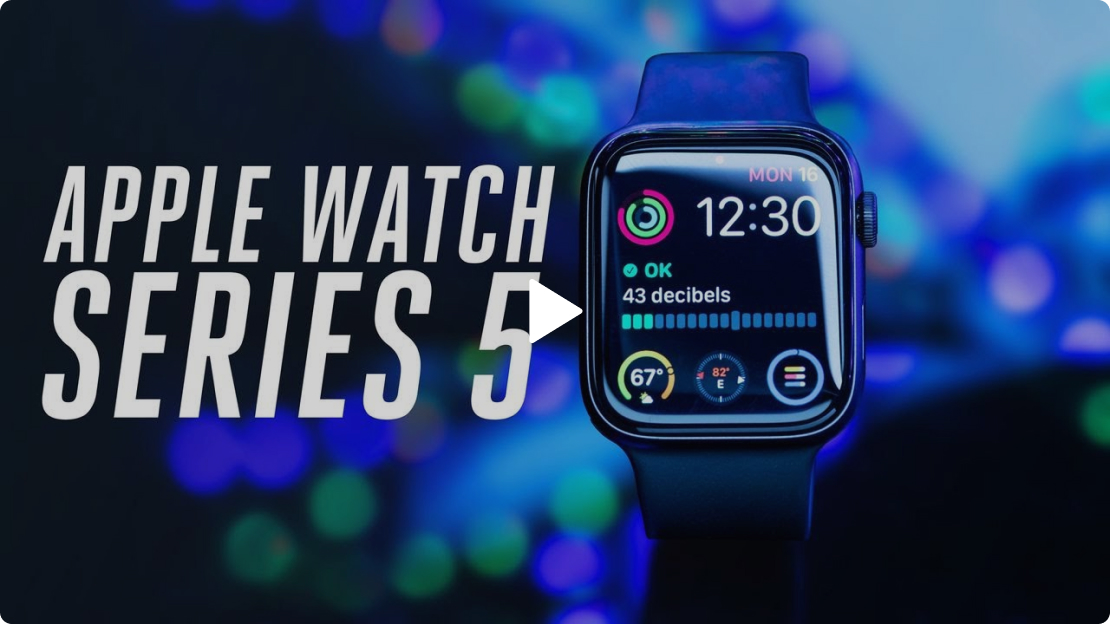 APPLE WATCH
SERIES 5
MON 16
12:30
OK
43 decibels
67°
82°
E